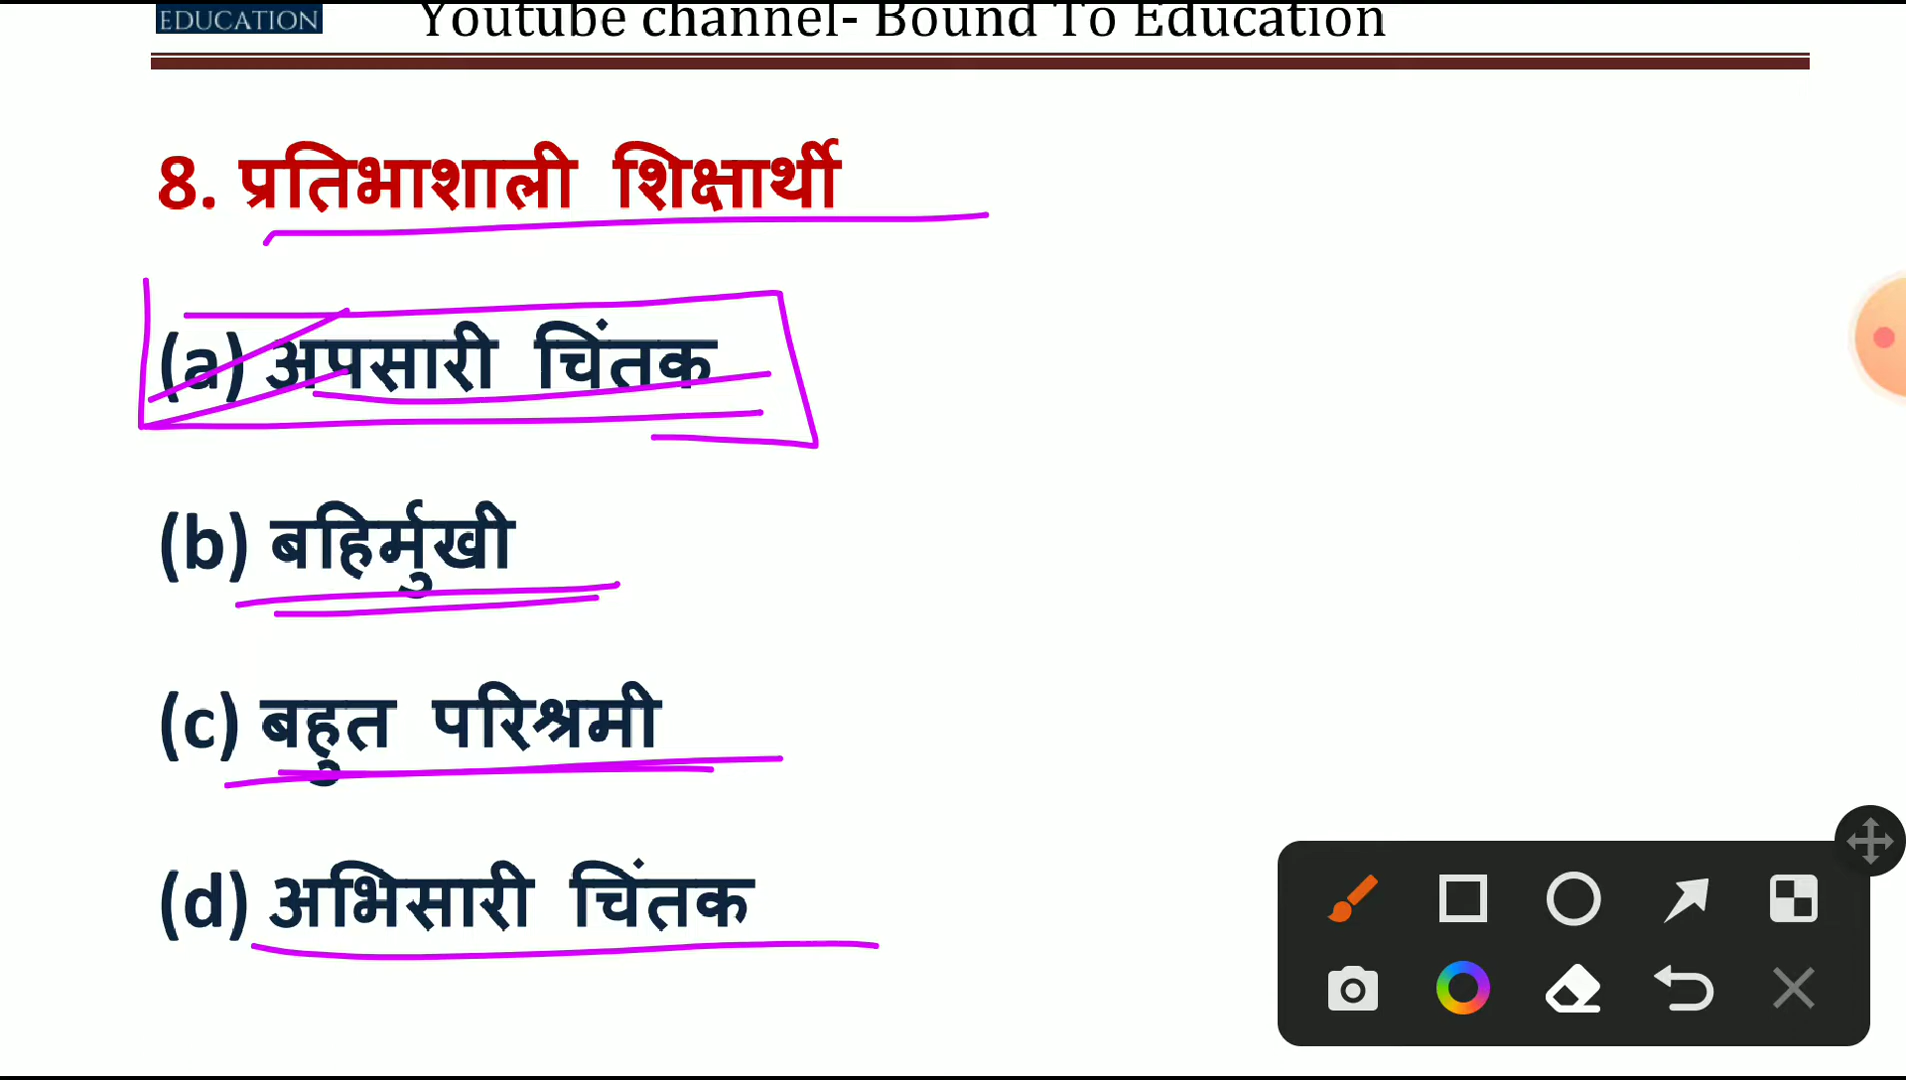 EDUCATION
Youtube channel- Bound To Education
8. प्रतिभाशाली शिक्षार्थी
(a) अपसारी चिंतक
(b) बहिर्मुखी
(c) बहुत परिश्रमी
(d) अभिसारी चिंतक